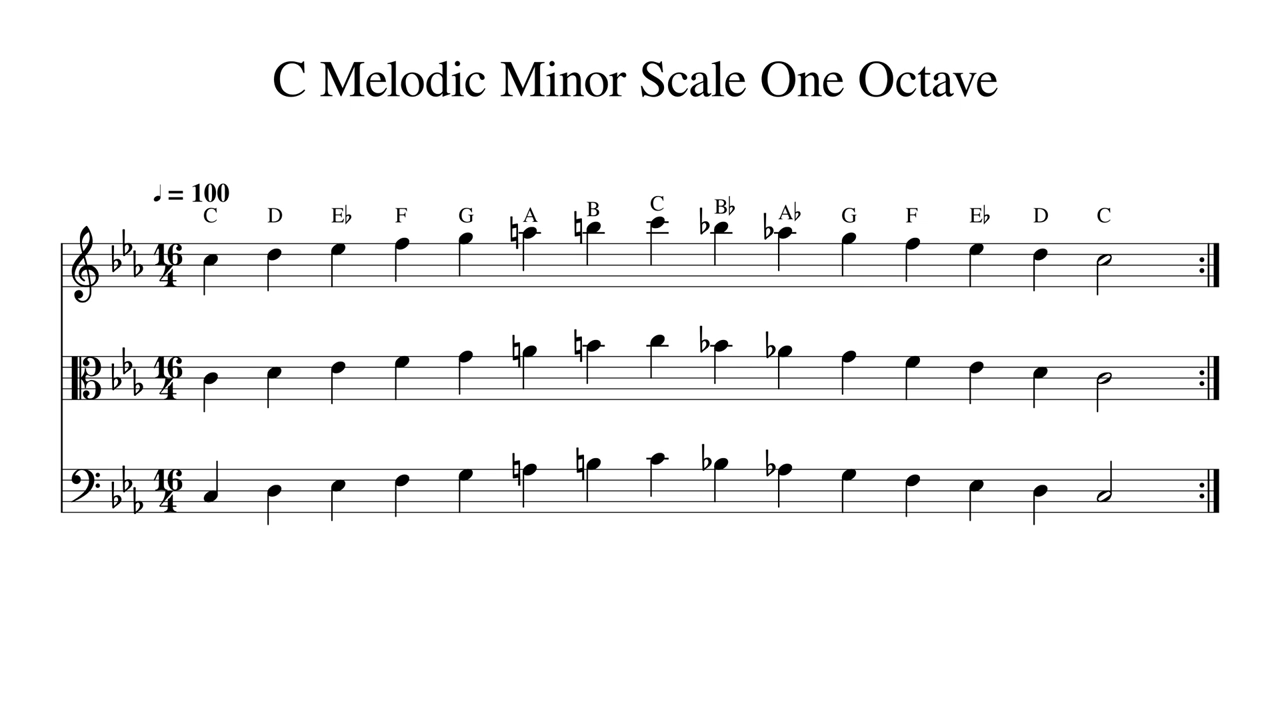 C Melodic Minor Scale One Octave
♩ = 100
C D E♭ F G A B C B♭ A♭ G F E♭ D C
16
4
16
4
16
4